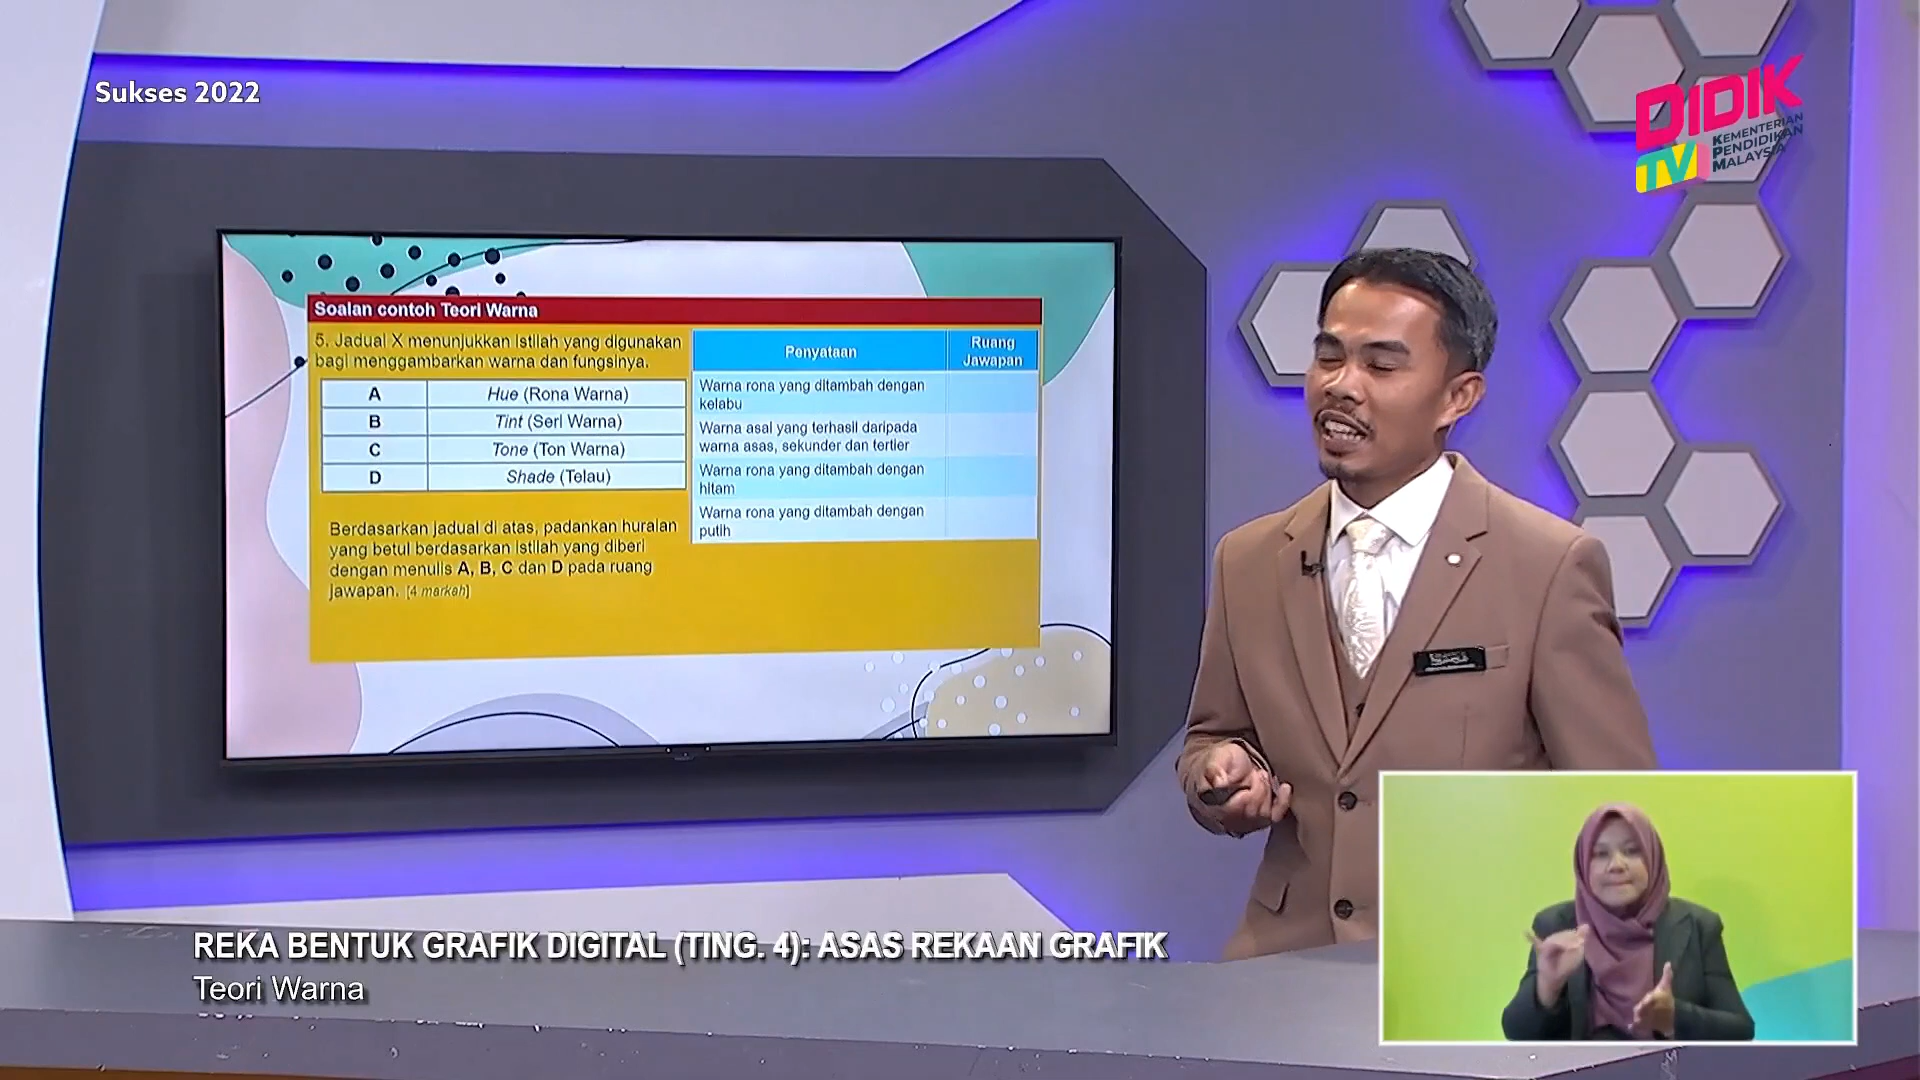 Sukses 2022
DIDIK
TV
KEMENTERIAN
PENDIDIKAN
MALAYSIA
Soalan contoh Teori Warna
5. Jadual X menunjukkan istilah yang digunakan
bagi menggambarkan warna dan fungsinya.
A Hue (Rona Warna)
B Tint (Seri Warna)
C Tone (Ton Warna)
D Shade (Telau)
Berdasarkan jadual di atas, padankan huraian
yang betul berdasarkan istilah yang diberi
dengan menulis A, B, C dan D pada ruang
jawapan. [4 markah]
Penyataan
Ruang
Jawapan
Warna rona yang ditambah dengan
kelabu
Warna asal yang terhasil daripada
warna asas, sekunder dan tertier
Warna rona yang ditambah dengan
hitam
Warna rona yang ditambah dengan
putih
REKA BENTUK GRAFIK DIGITAL (TING. 4): ASAS REKAAN GRAFIK
Teori Warna